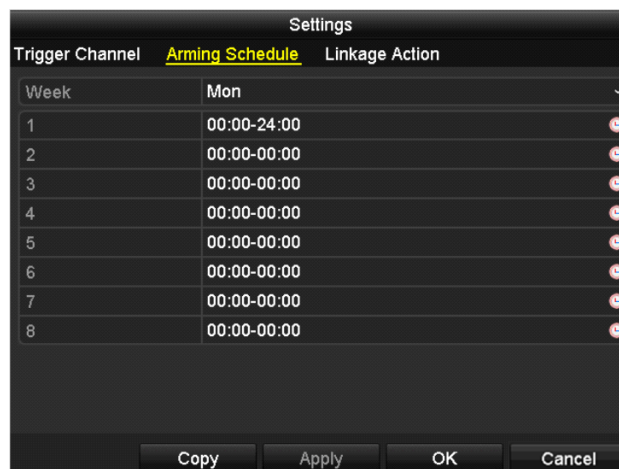 Settings
Trigger Channel Arming Schedule Linkage Action
Week Mon
1 00:00-24:00
2 00:00-00:00
3 00:00-00:00
4 00:00-00:00
5 00:00-00:00
6 00:00-00:00
7 00:00-00:00
8 00:00-00:00
Copy Apply OK Cancel